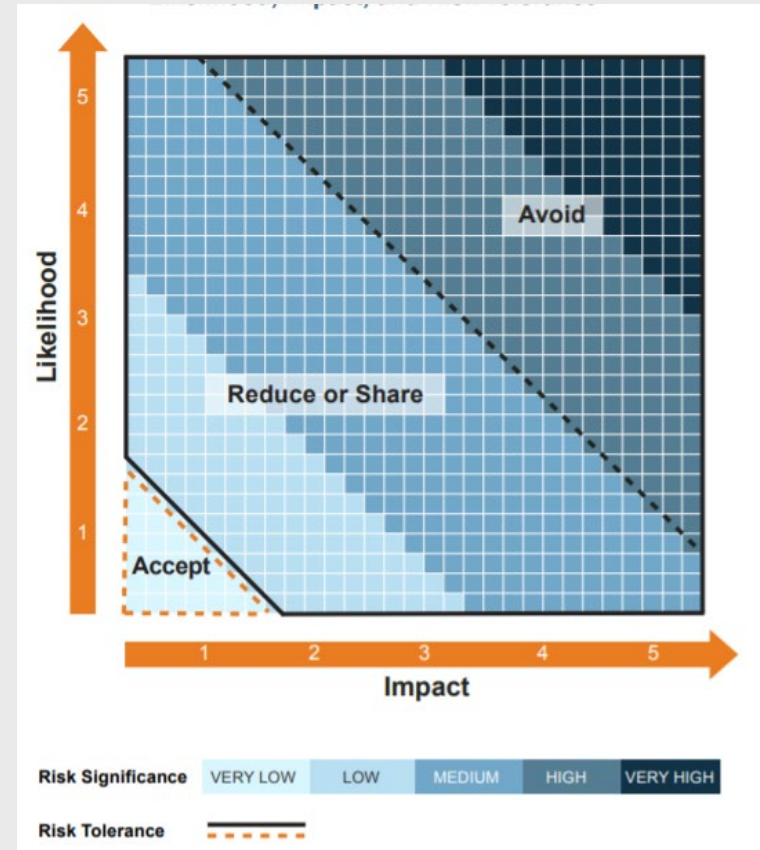 5
4
3
2
1
Likelihood
Avoid
Reduce or Share
Accept
1 2 3 4 5
Impact
Risk Significance VERY LOW LOW MEDIUM HIGH VERY HIGH
Risk Tolerance